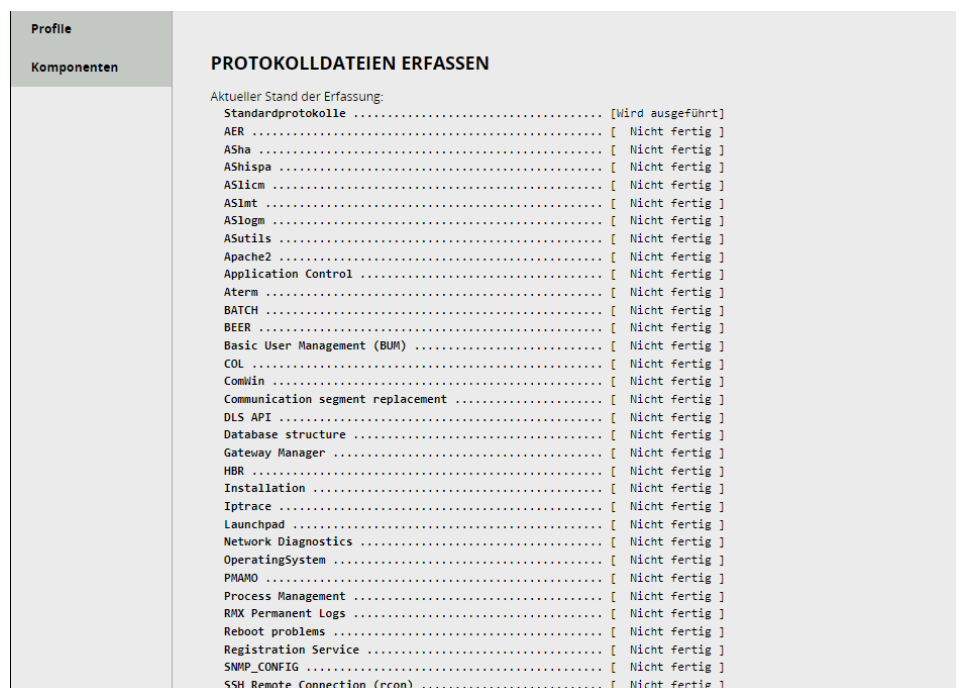 Profile
Komponenten
PROTOKOLLDATEIEN ERFASSEN
Aktueller Stand der Erfassung:
Standardprotokolle ..................................... [Wird ausgeführt]
AER .................................................... [ Nicht fertig ]
ASha ................................................... [ Nicht fertig ]
AShispa ................................................ [ Nicht fertig ]
ASlicm ................................................. [ Nicht fertig ]
ASlmt .................................................. [ Nicht fertig ]
ASlogm ................................................. [ Nicht fertig ]
ASutils ................................................ [ Nicht fertig ]
Apache2 ................................................ [ Nicht fertig ]
Application Control .................................... [ Nicht fertig ]
Aterm .................................................. [ Nicht fertig ]
BATCH .................................................. [ Nicht fertig ]
BEER ................................................... [ Nicht fertig ]
Basic User Management (BUM) ............................ [ Nicht fertig ]
COL .................................................... [ Nicht fertig ]
ComWin ................................................. [ Nicht fertig ]
Communication segment replacement ...................... [ Nicht fertig ]
DLS API ................................................ [ Nicht fertig ]
Database structure ..................................... [ Nicht fertig ]
Gateway Manager ........................................ [ Nicht fertig ]
HBR .................................................... [ Nicht fertig ]
Installation ........................................... [ Nicht fertig ]
Iptrace ................................................ [ Nicht fertig ]
Launchpad .............................................. [ Nicht fertig ]
Network Diagnostics .................................... [ Nicht fertig ]
OperatingSystem ........................................ [ Nicht fertig ]
PMAMO .................................................. [ Nicht fertig ]
Process Management ..................................... [ Nicht fertig ]
RMX Permanent Logs ..................................... [ Nicht fertig ]
Reboot problems ........................................ [ Nicht fertig ]
Registration Service ................................... [ Nicht fertig ]
SNMP_CONFIG ............................................ [ Nicht fertig ]
SSH Remote Connection (rcon) ........................... [ Nicht fertig ]